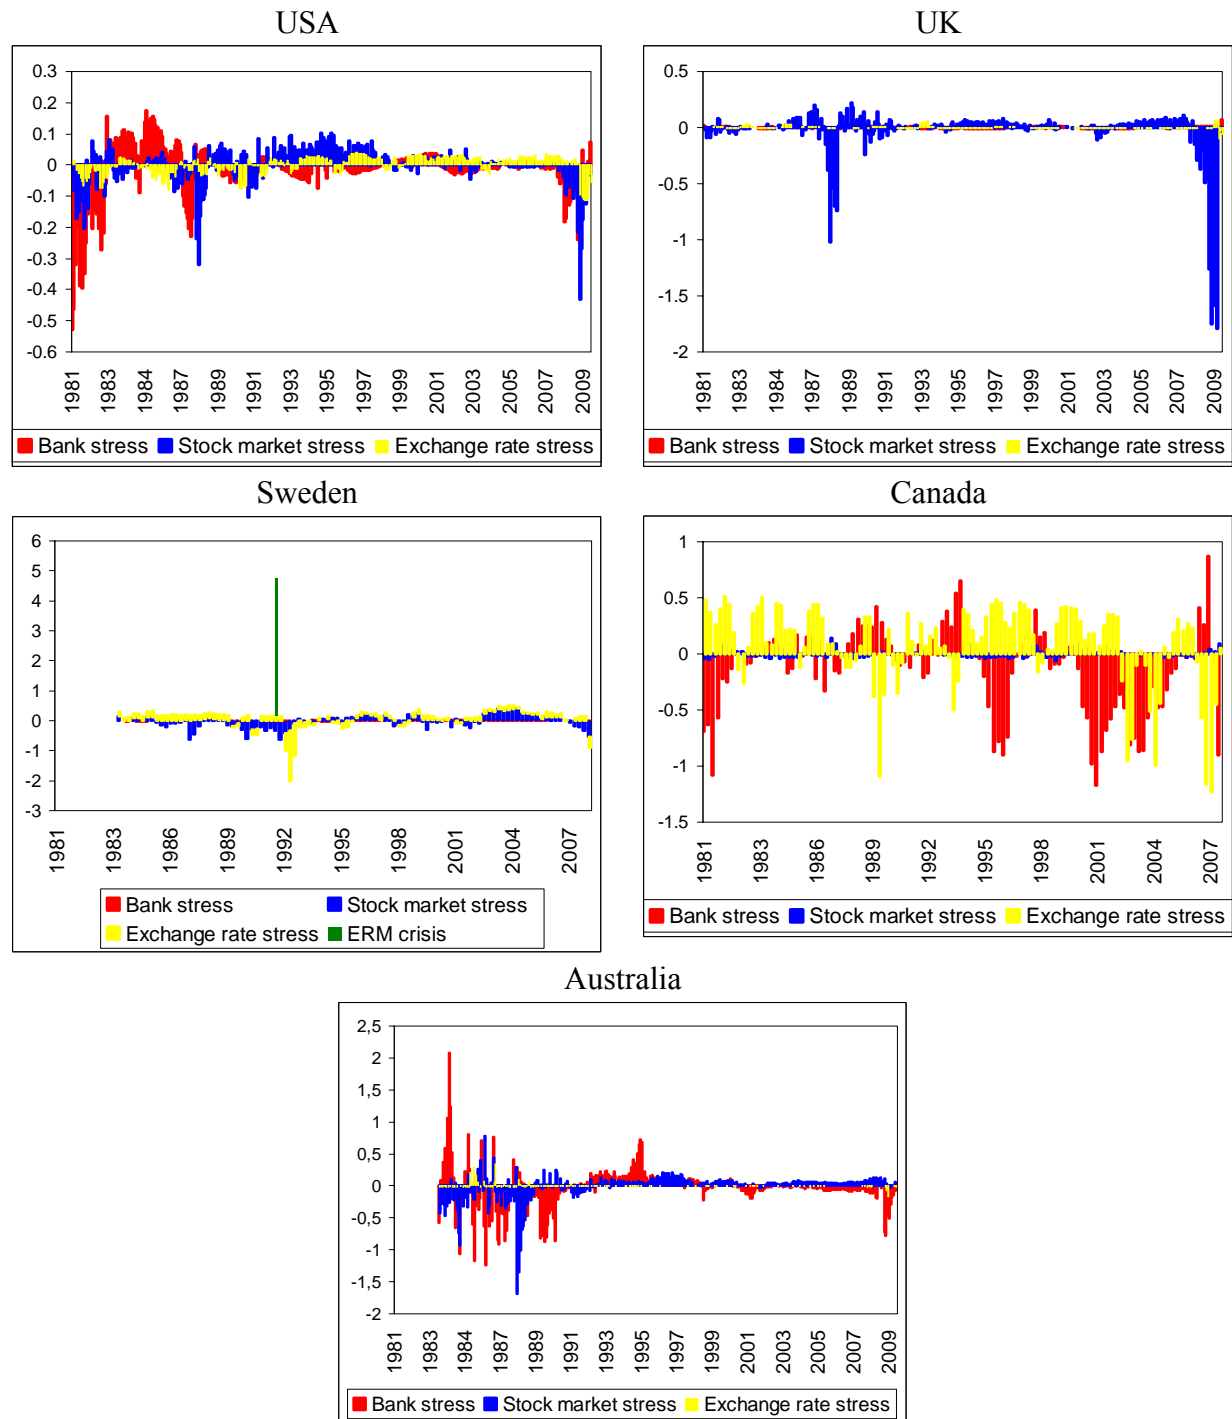 USA
0.3
0.2
0.1
0
-0.1
-0.2
-0.3
-0.4
-0.5
-0.6
1981 1983 1984 1987 1989 1991 1993 1995 1997 1999 2001 2003 2005 2007 2009
Bank stress Stock market stress Exchange rate stress
UK
0.5
0
-0.5
-1
-1.5
-2
1981 1983 1984 1987 1989 1991 1993 1995 1997 1999 2001 2003 2005 2007 2009
Bank stress Stock market stress Exchange rate stress
Sweden
6
5
4
3
2
1
0
-1
-2
-3
1981 1983 1986 1989 1992 1995 1998 2001 2004 2007
Bank stress Stock market stress
Exchange rate stress ERM crisis
Canada
1
0.5
0
-0.5
-1
-1.5
1981 1983 1986 1989 1992 1995 1998 2001 2004 2007
Bank stress Stock market stress Exchange rate stress
Australia
2,5
2
1,5
1
0,5
0
-0,5
-1
-1,5
-2
1981 1983 1984 1987 1989 1991 1993 1995 1997 1999 2001 2003 2005 2007 2009
Bank stress Stock market stress Exchange rate stress